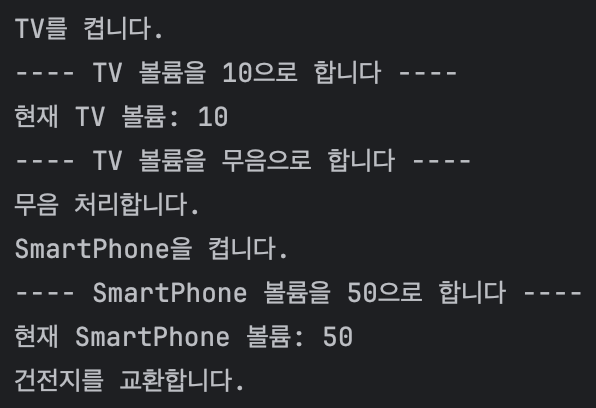 TV를 켭니다.
---- TV 볼륨을 10으로 합니다 ----
현재 TV 볼륨: 10
---- TV 볼륨을 무음으로 합니다 ----
무음 처리합니다.
SmartPhone을 켭니다.
---- SmartPhone 볼륨을 50으로 합니다 ----
현재 SmartPhone 볼륨: 50
건전지를 교환합니다.